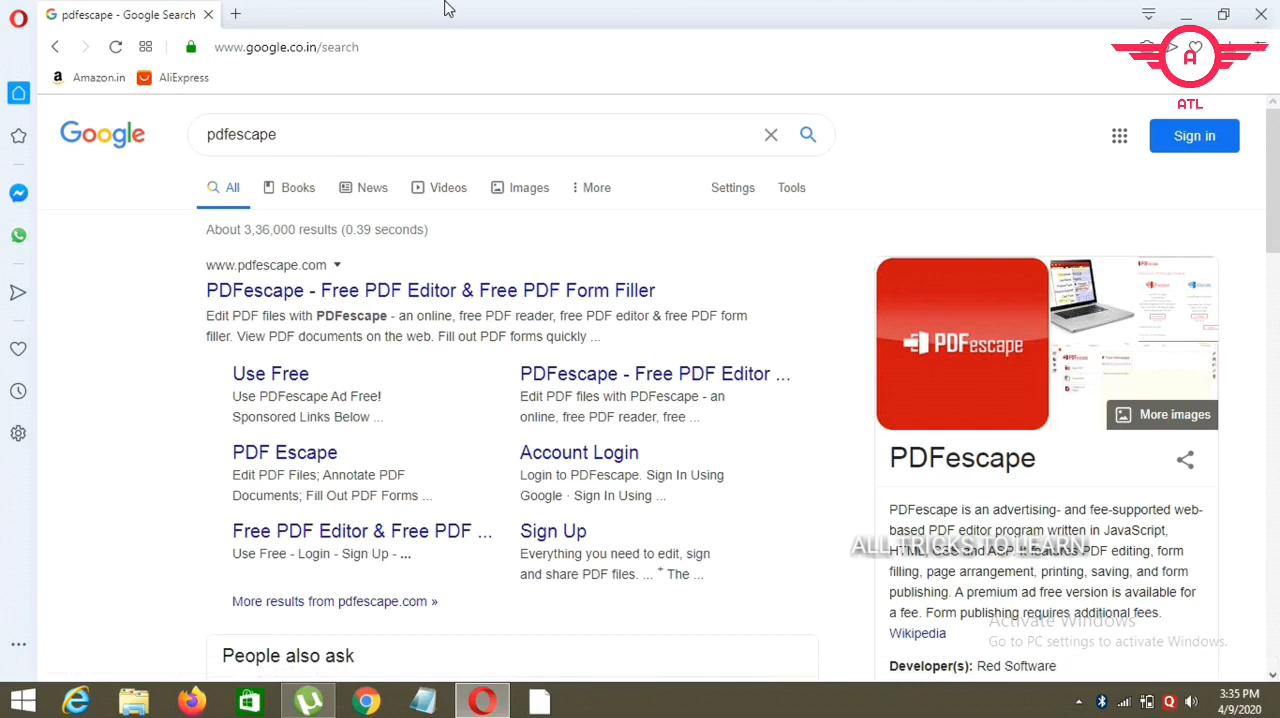 pdfescape - Google Search
www.google.co.in/search
Amazon.in
AliExpress
ATL
Google
pdfescape
Sign in
All
Books
News
Videos
Images
More
Settings
Tools
About 3,36,000 results (0.39 seconds)
www.pdfescape.com
PDFescape - Free PDF Editor & Free PDF Form Filler
Edit PDF files with PDFescape - an online, free PDF reader, free PDF editor & free PDF form
filler. View PDF documents on the web. Fill out PDF forms quickly ...
Use Free
Use PDFescape Ad Free!
Sponsored Links Below ...
PDFescape - Free PDF Editor ...
Edit PDF files with PDFescape - an
online, free PDF reader, free ...
PDF Escape
Edit PDF Files; Annotate PDF
Documents; Fill Out PDF Forms ...
Account Login
Login to PDFescape. Sign In Using
Google · Sign In Using ...
Free PDF Editor & Free PDF ...
Use Free - Login - Sign Up - ...
Sign Up
Everything you need to edit, sign
and share PDF files. ... * The ...
More results from pdfescape.com »
People also ask
PDFescape
More images
PDFescape
PDFescape is an advertising- and fee-supported web-
based PDF editor program written in JavaScript,
HTML, CSS and ASP. It features PDF editing, form
filling, page arrangement, printing, saving, and form
publishing. A premium ad free version is available for
a fee. Form publishing requires additional fees.
Wikipedia
Developer(s): Red Software
ALL TRICKS TO LEARN
Activate Windows
Go to PC settings to activate Windows.
3:35 PM
4/9/2020